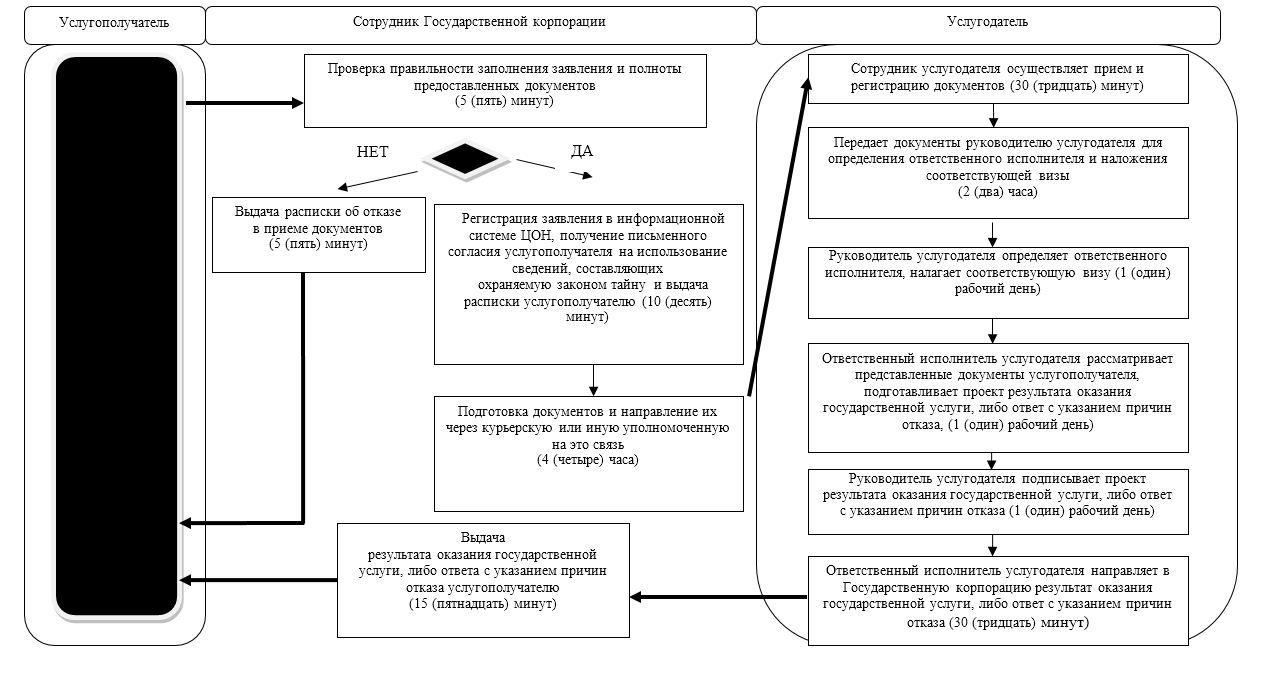 Услугополучатель
Сотрудник Государственной корпорации
Услугодатель
Проверка правильности заполнения заявления и полноты
предоставленных документов
(5 (пять) минут)
НЕТ
ДА
Выдача расписки об отказе
в приеме документов
(5 (пять) минут)
Регистрация заявления в информационной
системе ЦОН, получение письменного
согласия услугополучателя на использование
сведений, составляющих
охраняемую законом тайну и выдача
расписки услугополучателю (10 (десять)
минут)
Подготовка документов и направление их
через курьерскую или иную уполномоченную
на это связь
(4 (четыре) часа)
Выдача
результата оказания государственной
услуги, либо ответа с указанием причин
отказа услугополучателю
(15 (пятнадцать) минут)
Сотрудник услугодателя осуществляет прием и
регистрацию документов (30 (тридцать) минут)
Передает документы руководителю услугодателя для
определения ответственного исполнителя и наложения
соответствующей визы
(2 (два) часа)
Руководитель услугодателя определяет ответственного
исполнителя, налагает соответствующую визу (1 (один)
рабочий день)
Ответственный исполнитель услугодателя рассматривает
представленные документы услугополучателя,
подготавливает проект результата оказания
государственной услуги, либо ответ с указанием причин
отказа, (1 (один) рабочий день)
Руководитель услугодателя подписывает проект
результата оказания государственной услуги, либо ответ
с указанием причин отказа (1 (один) рабочий день)
Ответственный исполнитель услугодателя направляет в
Государственную корпорацию результат оказания
государственной услуги, либо ответ с указанием причин
отказа (30 (тридцать) минут)